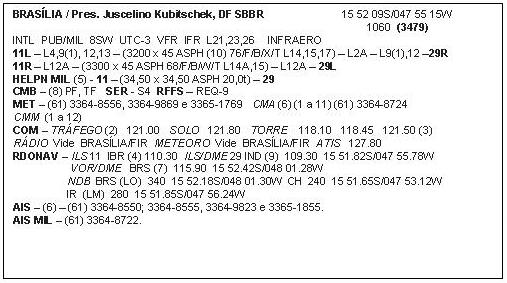 BRASÍLIA / Pres. Juscelino Kubitschek, DF SBBR 15 52 09S/047 55 15W
1060 (3479)
INTL PUB/MIL 8SW UTC-3 VFR IFR L21,23,26 INFRAERO
11L – L4,9(1), 12,13 – (3200 x 45 ASPH (10) 76/F/B/X/T L14,15,17) – L2A – L9(1),12 –29R
11R – L12A – (3300 x 45 ASPH 68/F/B/W/T L14A,15) – L12A – 29L
HELPN MIL (5) - 11 – (34,50 x 34,50 ASPH 20,0t) – 29
CMB – (8) PF, TF SER - S4 RFFS – REQ-9
MET – (61) 3364-8556, 3364-9869 e 3365-1769 CMA (6) (1 a 11) (61) 3364-8724
CMM (1 a 12)
COM – TRÁFEGO (2) 121.00 SOLO 121.80 TORRE 118.10 118.45 121.50 (3)
RÁDIO Vide BRASÍLIA/FIR METEORO Vide BRASÍLIA/FIR ATIS 127.80
RDONAV – ILS 11 IBR (4) 110.30 ILS/DME 29 IND (9) 109.30 15 51.82S/047 55.78W
VOR/DME BRS (7) 115.90 15 52.42S/048 01.28W
NDB BRS (LO) 340 15 52.18S/048 01.30W CH 240 15 51.65S/047 53.12W
IR (LM) 280 15 51.85S/047 56.24W
AIS – (6) – (61) 3364-8550; 3364-8555, 3364-9823 e 3365-1855.
AIS MIL – (61) 3364-8722.